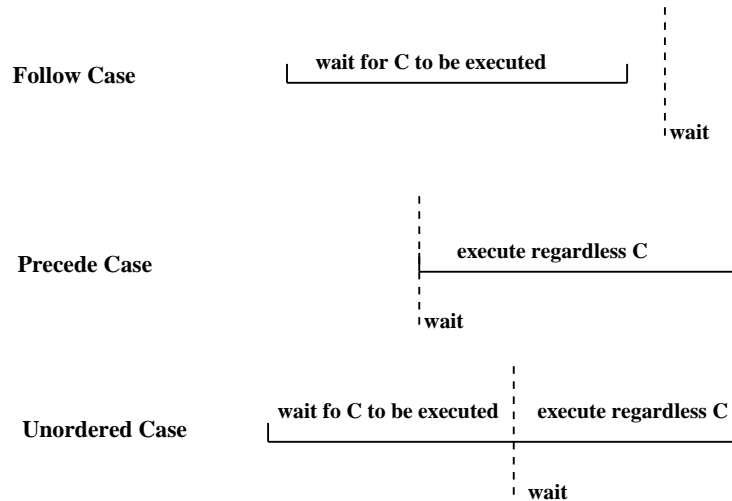 wait for C to be executed
Follow Case
wait
execute regardless C
Precede Case
wait
wait fo C to be executed execute regardless C
Unordered Case
wait